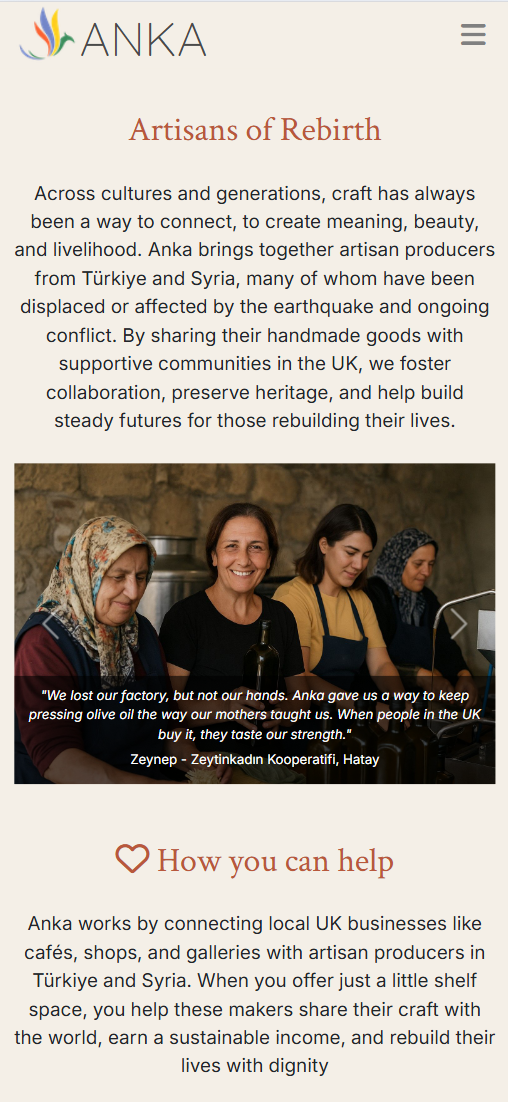 ANKA
Artisans of Rebirth
Across cultures and generations, craft has always
been a way to connect, to create meaning, beauty,
and livelihood. Anka brings together artisan producers
from Türkiye and Syria, many of whom have been
displaced or affected by the earthquake and ongoing
conflict. By sharing their handmade goods with
supportive communities in the UK, we foster
collaboration, preserve heritage, and help build
steady futures for those rebuilding their lives.
"We lost our factory, but not our hands. Anka gave us a way to keep
pressing olive oil the way our mothers taught us. When people in the UK
buy it, they taste our strength."
Zeynep - Zeytinkadın Kooperatifi, Hatay
How you can help
Anka works by connecting local UK businesses like
cafés, shops, and galleries with artisan producers in
Türkiye and Syria. When you offer just a little shelf
space, you help these makers share their craft with
the world, earn a sustainable income, and rebuild their
lives with dignity